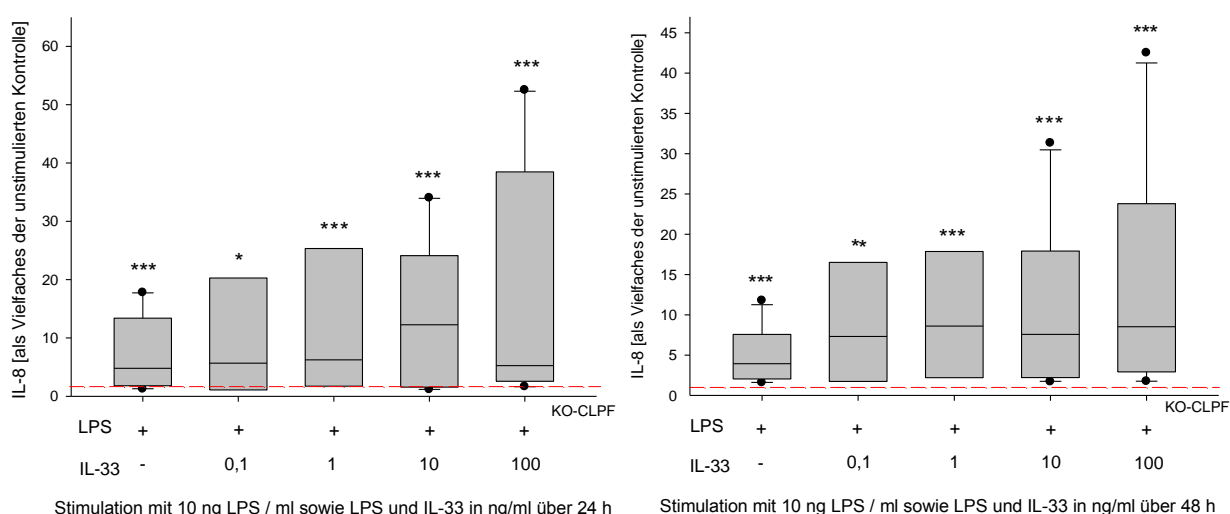 IL-8 [als Vielfaches der unstimulierten Kontrolle]
60
50
40
30
20
10
0
***
*
***
***
***
KO-CLPF
LPS + + + + +
IL-33 - 0,1 1 10 100
Stimulation mit 10 ng LPS / ml sowie LPS und IL-33 in ng/ml über 24 h
IL-8 [als Vielfaches der unstimulierten Kontrolle]
45
40
35
30
25
20
15
10
5
0
***
**
***
***
***
KO-CLPF
LPS + + + + +
IL-33 - 0,1 1 10 100
Stimulation mit 10 ng LPS / ml sowie LPS und IL-33 in ng/ml über 48 h